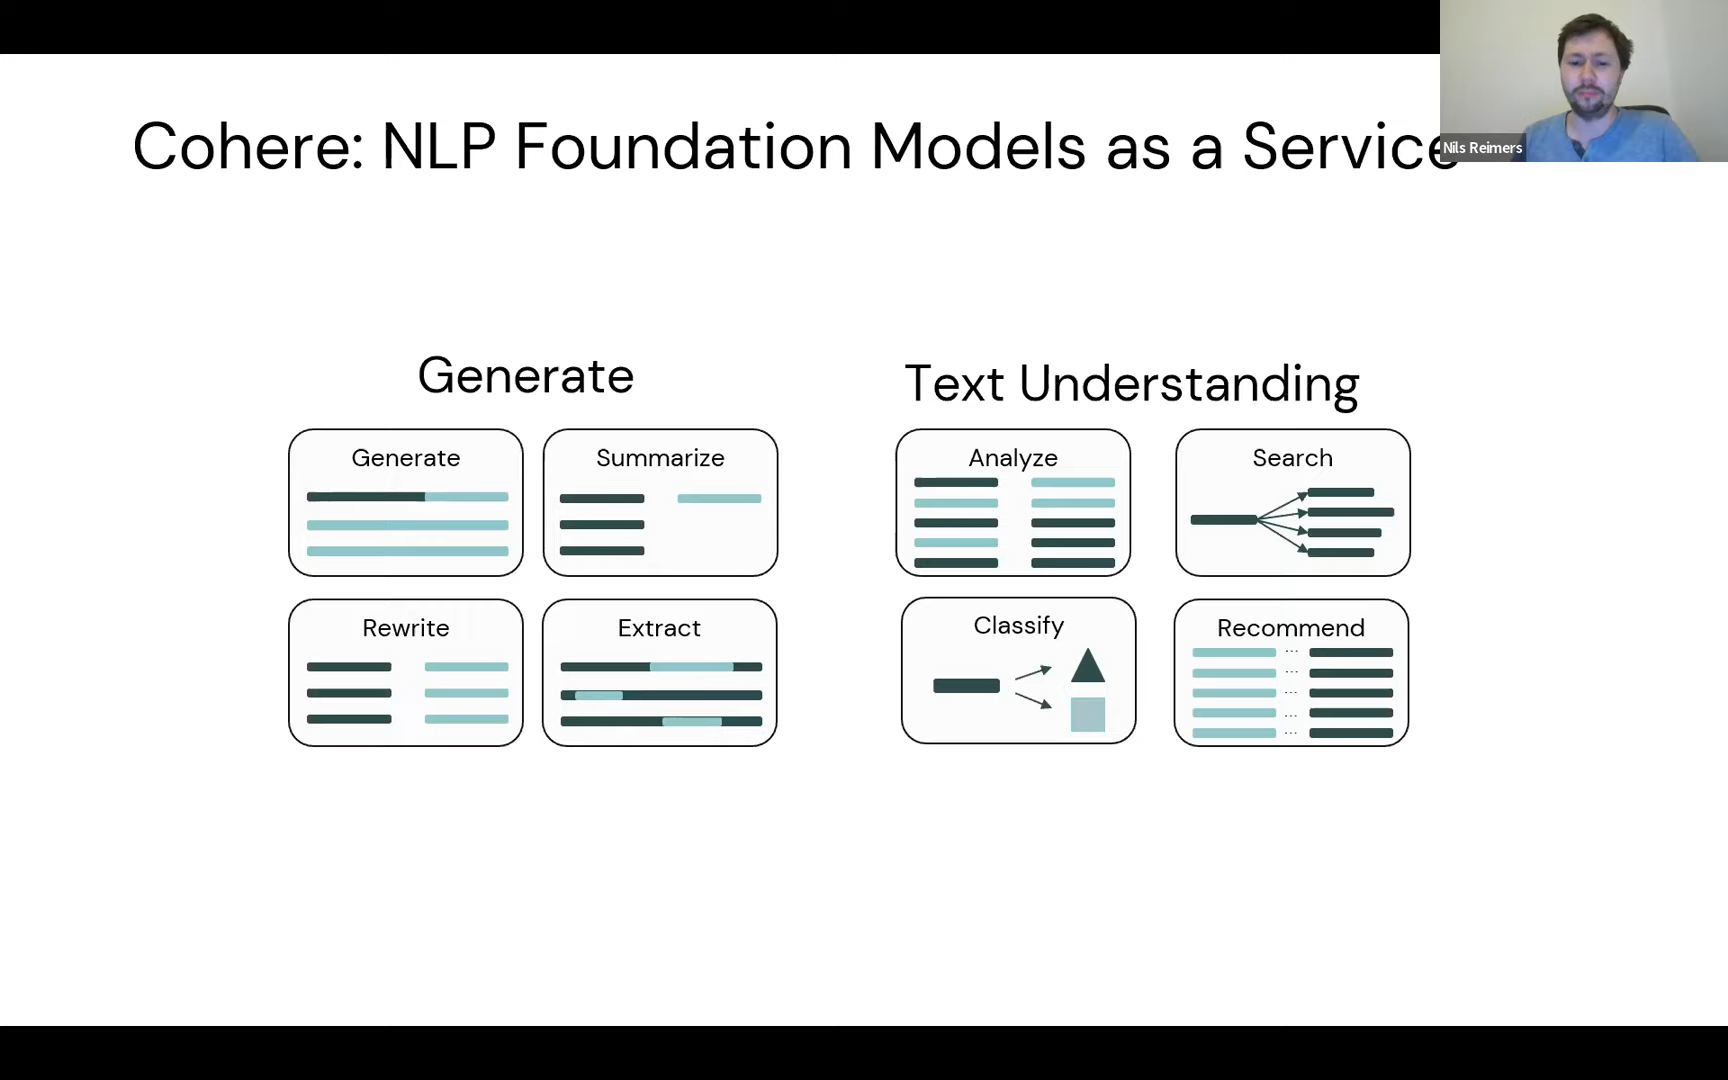 Cohere: NLP Foundation Models as a Service
Nils Reimers
Generate
Text Understanding
Generate
Summarize
Analyze
Search
Rewrite
Extract
Classify
Recommend